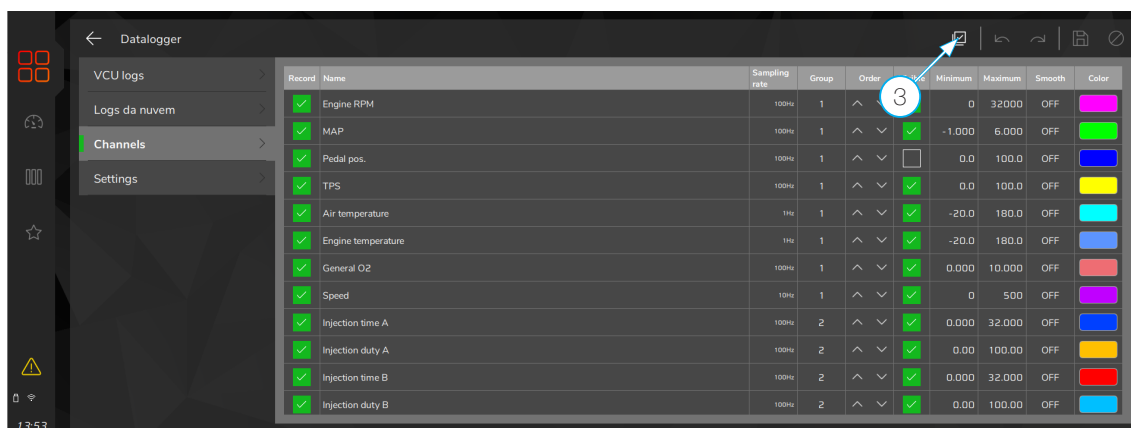 Datalogger
VCU logs
Logs da nuvem
Channels
Settings
13:53
3
Record Name Sampling rate Group Order Minimum Maximum Smooth Color
Engine RPM 100Hz 1 0 32000 OFF
MAP 100Hz 1 -1.000 6.000 OFF
Pedal pos. 100Hz 1 0.0 100.0 OFF
TPS 100Hz 1 0.0 100.0 OFF
Air temperature 1Hz 1 -20.0 180.0 OFF
Engine temperature 1Hz 1 -20.0 180.0 OFF
General O2 100Hz 1 0.000 10.000 OFF
Speed 10Hz 1 0 500 OFF
Injection time A 100Hz 2 0.000 32.000 OFF
Injection duty A 100Hz 2 0.00 100.00 OFF
Injection time B 100Hz 2 0.000 32.000 OFF
Injection duty B 100Hz 2 0.00 100.00 OFF